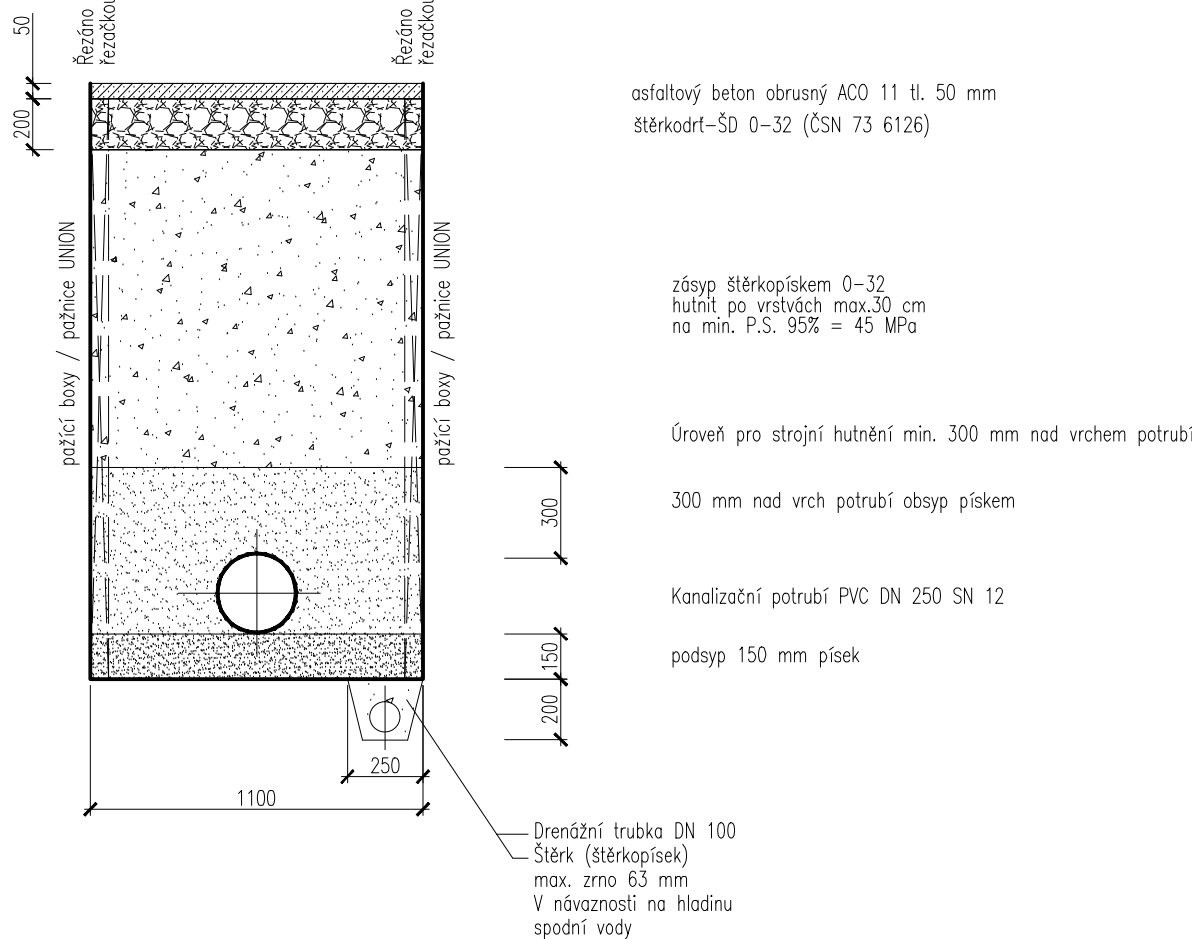 50
200
Řezáno
řezačkou
Řezáno
řezačkou
asfaltový beton obrusný ACO 11 tl. 50 mm
štěrkodrť-ŠD 0-32 (ČSN 73 6126)
pažící boxy / pažnice UNION
pažící boxy / pažnice UNION
zásyp štěrkopískem 0-32
hutnit po vrstvách max.30 cm
na min. P.S. 95% = 45 MPa
Úroveň pro strojní hutnění min. 300 mm nad vrchem potrubí
300
300 mm nad vrch potrubí obsyp pískem
Kanalizační potrubí PVC DN 250 SN 12
150
podsyp 150 mm písek
200
250
1100
Drenážní trubka DN 100
Štěrk (štěrkopísek)
max. zrno 63 mm
V návaznosti na hladinu
spodní vody